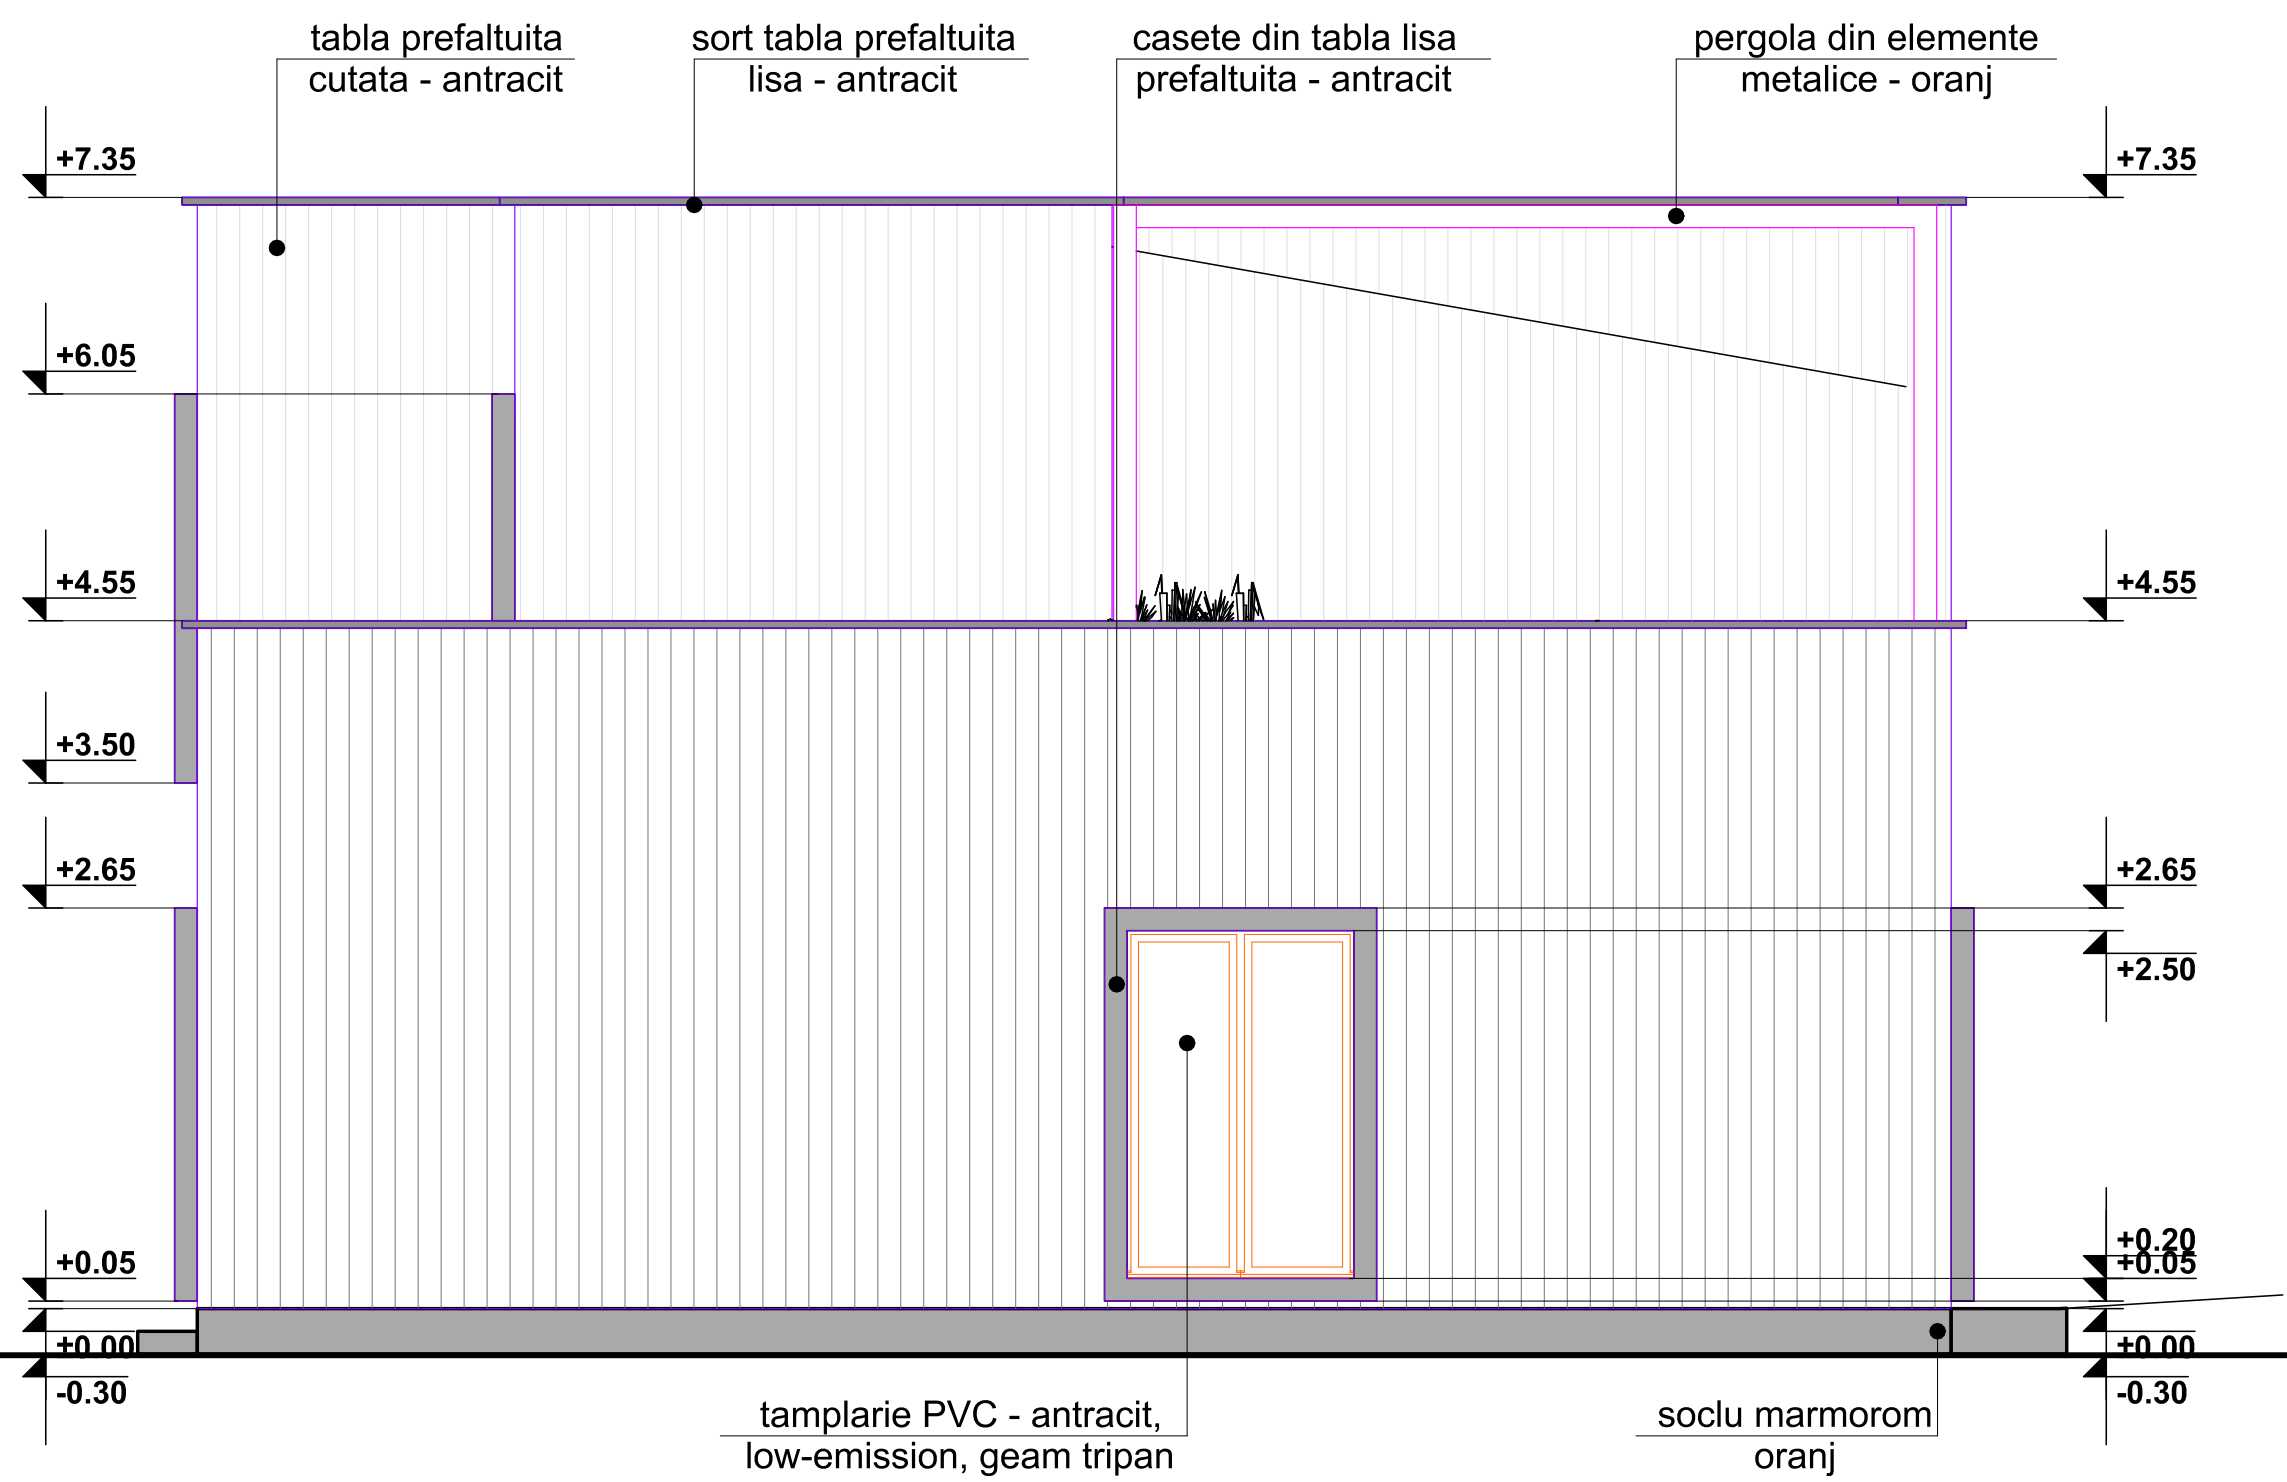 tabla prefaltuita
cutata - antracit
sort tabla prefaltuita
lisa - antracit
casete din tabla lisa
prefaltuita - antracit
pergola din elemente
metalice - oranj
+7.35
+7.35
+6.05
+4.55
+4.55
+3.50
+2.65
+2.65
+2.50
+0.20
+0.05
+0.05
+0.00
+0.00
-0.30
-0.30
tamplarie PVC - antracit,
low-emission, geam tripan
soclu marmorom
oranj